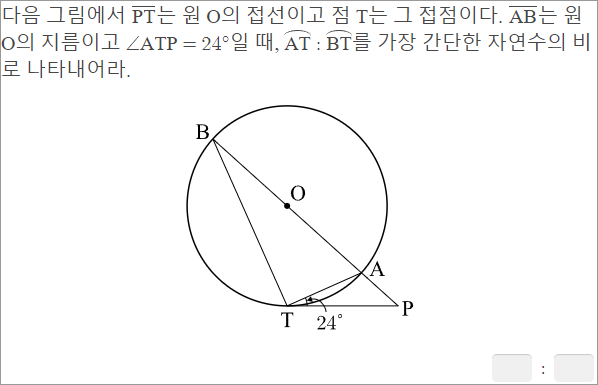 다음 그림에서 PT는 원 O의 접선이고 점 T는 그 접점이다. AB는 원
O의 지름이고 ∠ATP = 24°일 때, AT : BT를 가장 간단한 자연수의 비
로 나타내어라.
B
O
A
T
24°
P
: